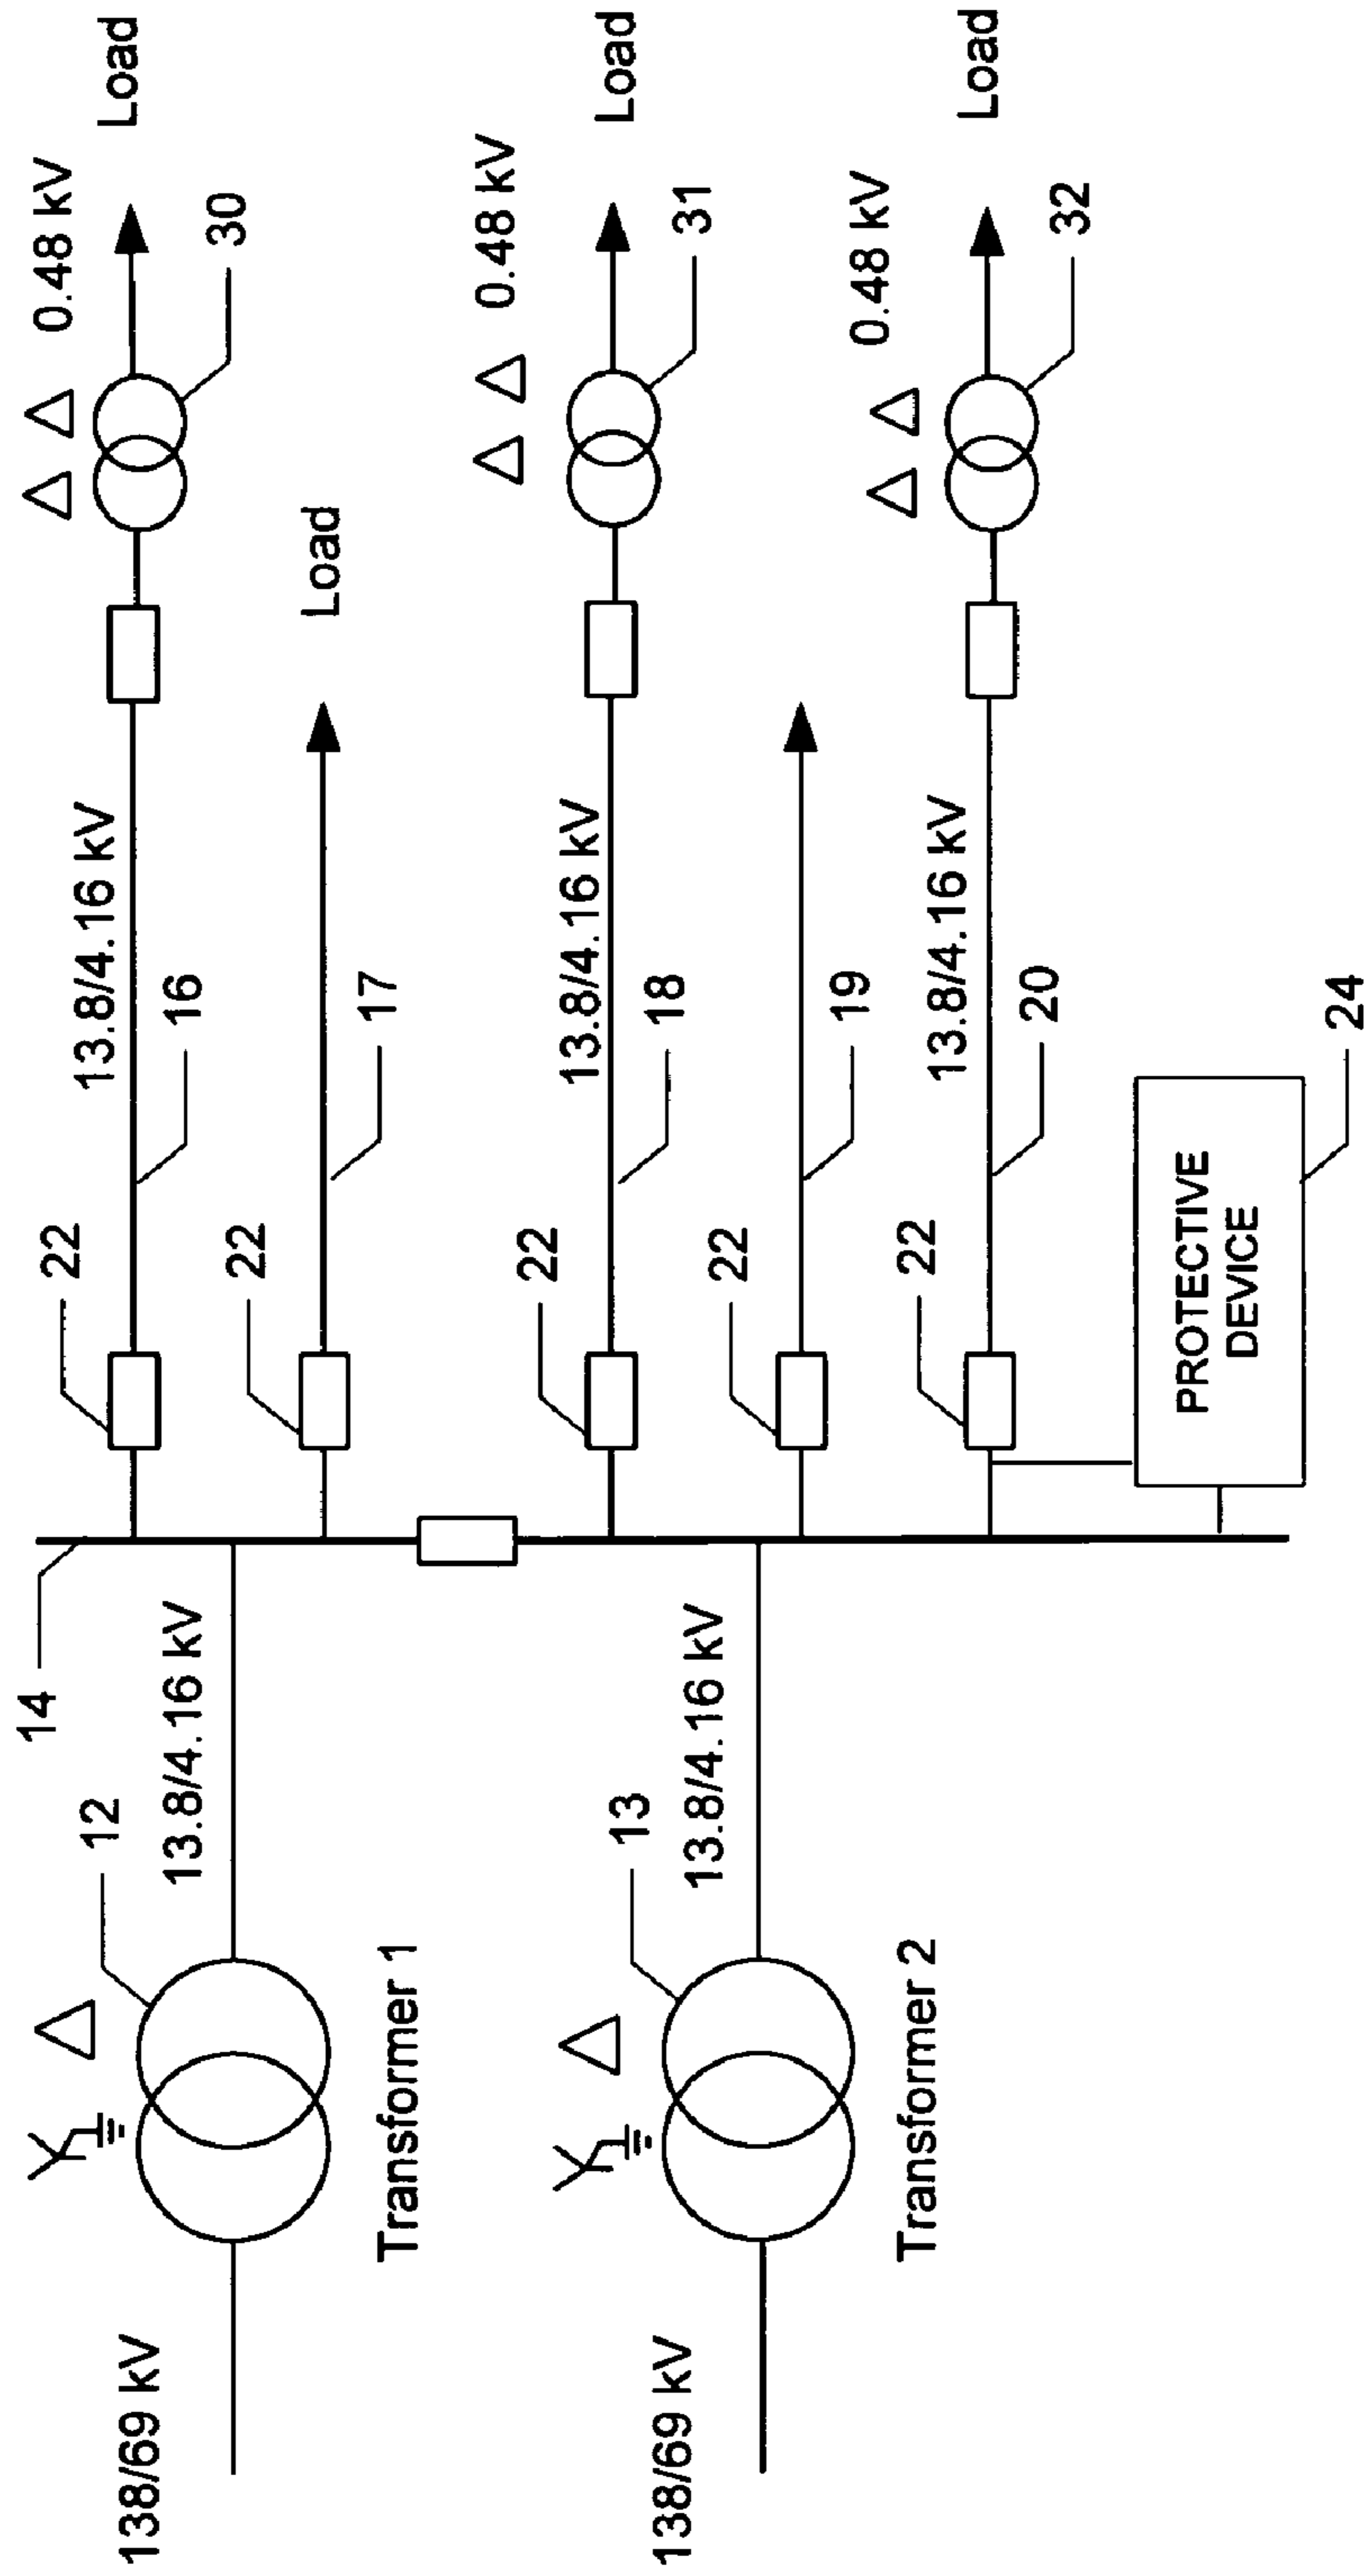 138/69 kV
12
Transformer 1
13.8/4.16 kV
14
22
13.8/4.16 kV
16
0.48 kV
30
Load
22
17
Load
138/69 kV
13
Transformer 2
13.8/4.16 kV
22
13.8/4.16 kV
18
0.48 kV
31
Load
22
19
22
13.8/4.16 kV
20
0.48 kV
32
Load
PROTECTIVE
DEVICE
24